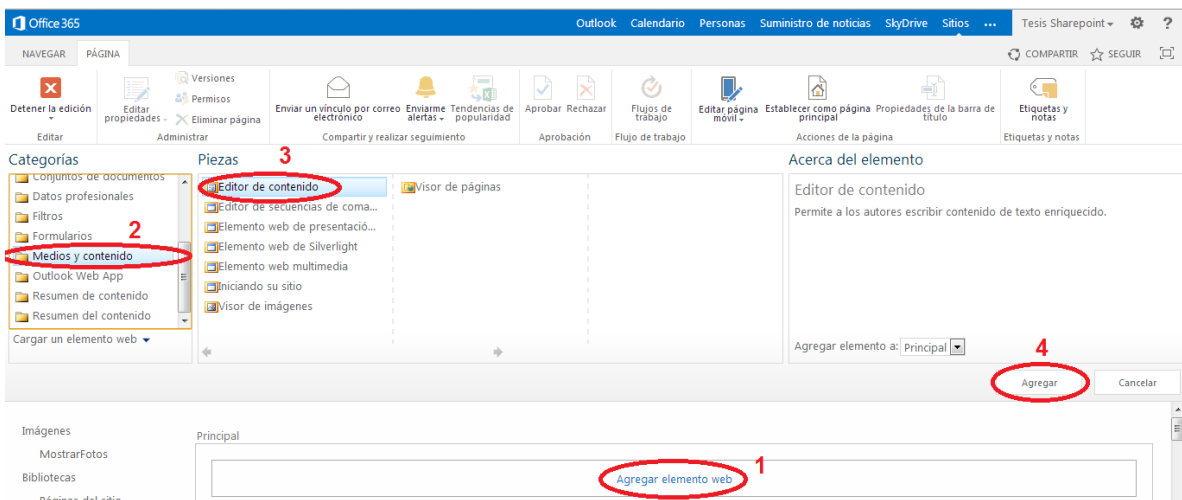 Office 365
Outlook Calendario Personas Suministro de noticias SkyDrive Sitios ... Tesis Sharepoint ?
NAVEGAR PÁGINA COMPARTIR SEGUIR
Detener la edición
Editar propiedades
Versiones
Permisos
Eliminar página
Enviar un vínculo por correo electrónico
Enviarme alertas
Tendencias de popularidad
Aprobar Rechazar
Flujos de trabajo
Editar página móvil
Establecer como página principal
Propiedades de la barra de título
Etiquetas y notas
Editar Administrar Compartir y realizar seguimiento Aprobación Flujo de trabajo Acciones de la página Etiquetas y notas
Categorías
Conjuntos de documentos
Datos profesionales
Filtros
Formularios
2
Medios y contenido
Outlook Web App
Resumen de contenido
Resumen del contenido
Cargar un elemento web
Piezas
3
Editor de contenido
Editor de secuencias de coma...
Elemento web de presentació...
Elemento web de Silverlight
Elemento web multimedia
Iniciando su sitio
Visor de imágenes
Visor de páginas
Acerca del elemento
Editor de contenido
Permite a los autores escribir contenido de texto enriquecido.
Agregar elemento a: Principal
4
Agregar Cancelar
Imágenes
MostrarFotos
Bibliotecas
Páginas del sitio
Principal
Agregar elemento web
1